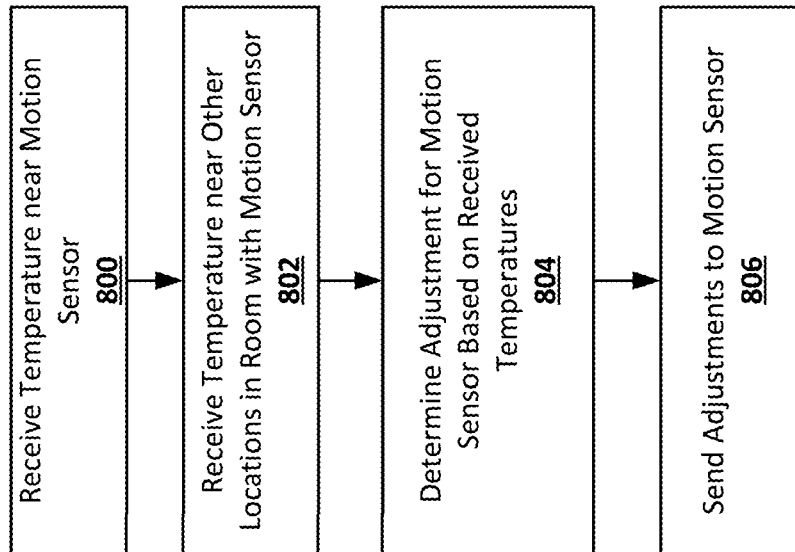 Receive Temperature near Motion
Sensor
800
Receive Temperature near Other
Locations in Room with Motion Sensor
802
Determine Adjustment for Motion
Sensor Based on Received
Temperatures
804
Send Adjustments to Motion Sensor
806